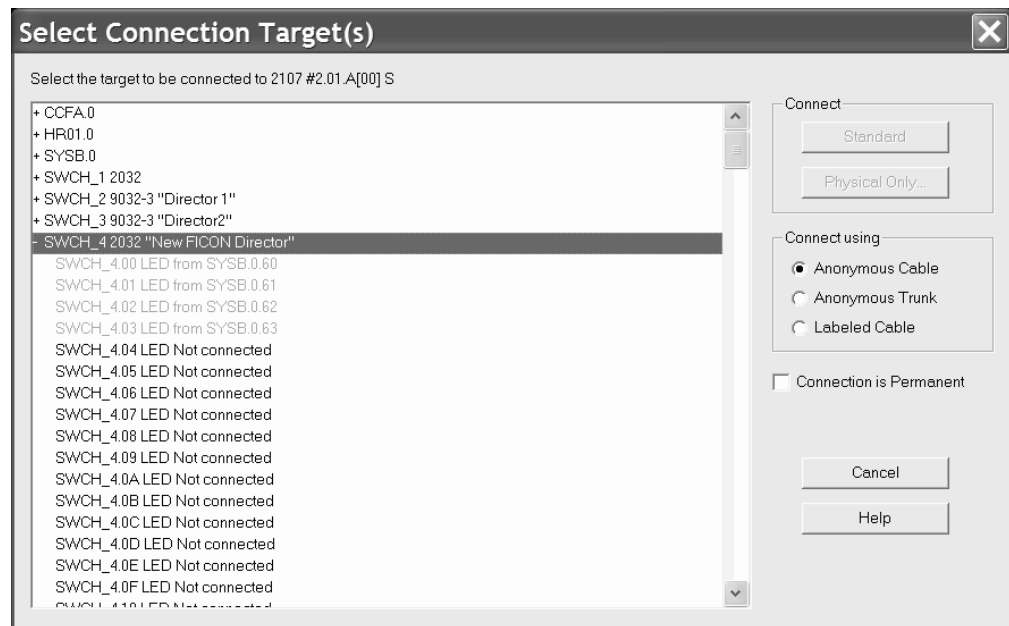 Select Connection Target(s)
Select the target to be connected to 2107 #2.01.A[00] S
+ CCFA.0
+ HR01.0
+ SYSB.0
+ SWCH_1 2032
+ SWCH_2 9032-3 "Director 1"
+ SWCH_3 9032-3 "Director2"
- SWCH_4 2032 "New FICON Director"
SWCH_4.00 LED from SYSB.0.60
SWCH_4.01 LED from SYSB.0.61
SWCH_4.02 LED from SYSB.0.62
SWCH_4.03 LED from SYSB.0.63
SWCH_4.04 LED Not connected
SWCH_4.05 LED Not connected
SWCH_4.06 LED Not connected
SWCH_4.07 LED Not connected
SWCH_4.08 LED Not connected
SWCH_4.09 LED Not connected
SWCH_4.0A LED Not connected
SWCH_4.0B LED Not connected
SWCH_4.0C LED Not connected
SWCH_4.0D LED Not connected
SWCH_4.0E LED Not connected
SWCH_4.0F LED Not connected
Connect
Standard
Physical Only...
Connect using
Anonymous Cable
Anonymous Trunk
Labeled Cable
Connection is Permanent
Cancel
Help